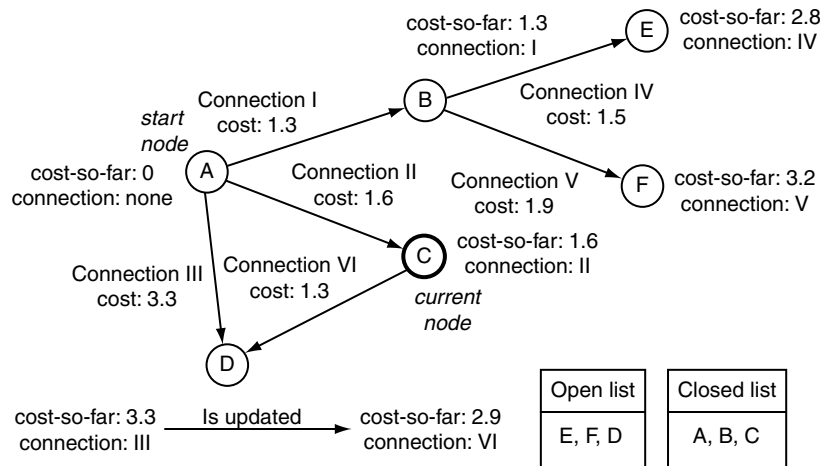 cost-so-far: 1.3
connection: I
E
cost-so-far: 2.8
connection: IV
B
Connection I
cost: 1.3
Connection IV
cost: 1.5
start
node
cost-so-far: 0
connection: none
A
Connection II
cost: 1.6
Connection V
cost: 1.9
F
cost-so-far: 3.2
connection: V
Connection III
cost: 3.3
Connection VI
cost: 1.3
C
cost-so-far: 1.6
connection: II
current
node
D
cost-so-far: 3.3
connection: III
Is updated
cost-so-far: 2.9
connection: VI
Open list
E, F, D
Closed list
A, B, C